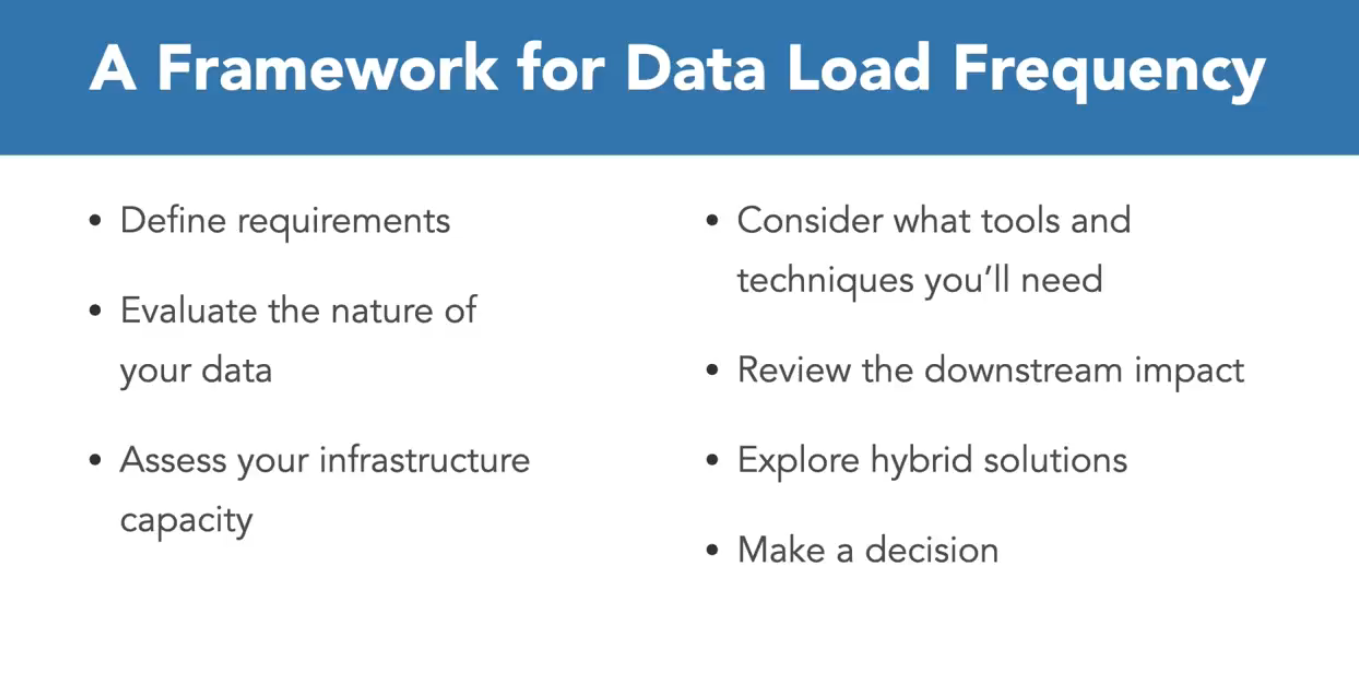 A Framework for Data Load Frequency
• Define requirements
• Evaluate the nature of
your data
• Assess your infrastructure
capacity
• Consider what tools and
techniques you’ll need
• Review the downstream impact
• Explore hybrid solutions
• Make a decision